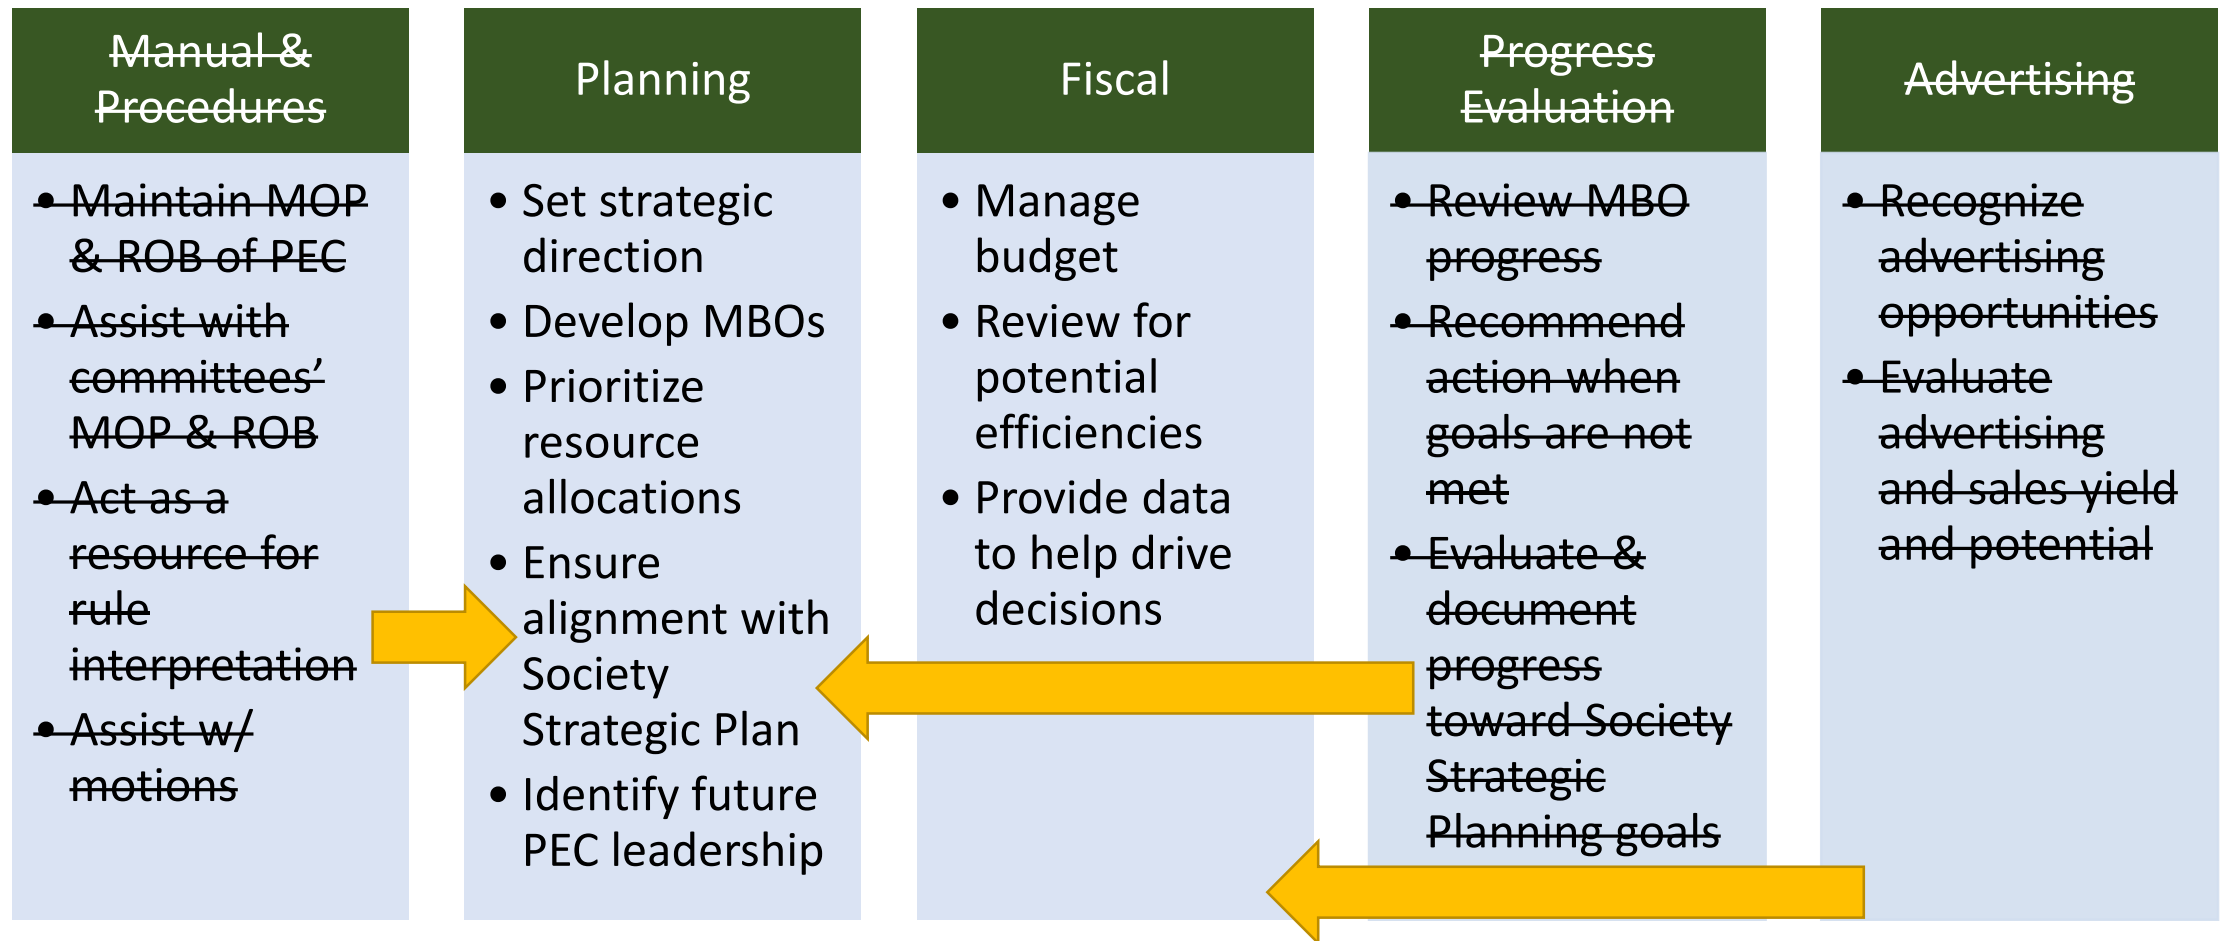 ~~Manual &~~
~~Procedures~~
• ~~Maintain MOP~~
~~& ROB of PEC~~
• ~~Assist with~~
~~committees’~~
~~MOP & ROB~~
• ~~Act as a~~
~~resource for~~
~~rule~~
~~interpretation~~
• ~~Assist w/~~
~~motions~~
Planning
• Set strategic
direction
• Develop MBOs
• Prioritize
resource
allocations
• Ensure
alignment with
Society
Strategic Plan
• Identify future
PEC leadership
Fiscal
• Manage
budget
• Review for
potential
efficiencies
• Provide data
to help drive
decisions
~~Progress~~
~~Evaluation~~
• ~~Review MBO~~
~~progress~~
• ~~Recommend~~
~~action when~~
~~goals are not~~
~~met~~
• ~~Evaluate &~~
~~document~~
~~progress~~
~~toward Society~~
~~Strategic~~
~~Planning goals~~
~~Advertising~~
• ~~Recognize~~
~~advertising~~
~~opportunities~~
• ~~Evaluate~~
~~advertising~~
~~and sales yield~~
~~and potential~~